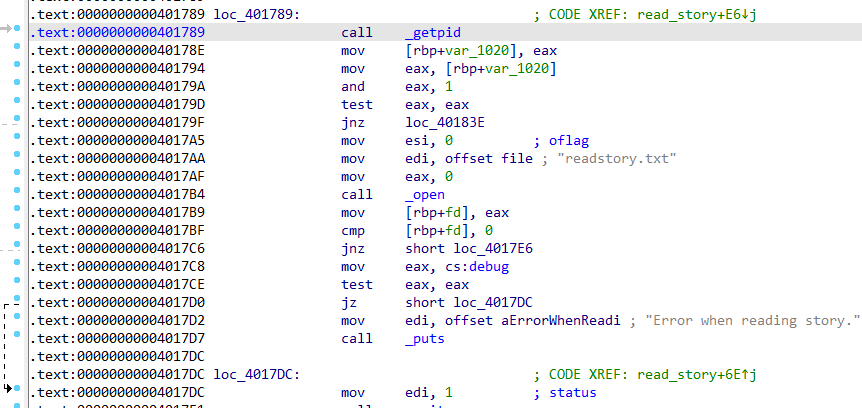 .text:0000000000401789 loc_401789: ; CODE XREF: read_story+E6↓j
.text:0000000000401789 call _getpid
.text:000000000040178E mov [rbp+var_1020], eax
.text:0000000000401794 mov eax, [rbp+var_1020]
.text:000000000040179A and eax, 1
.text:000000000040179D test eax, eax
.text:000000000040179F jnz loc_40183E
.text:00000000004017A5 mov esi, 0 ; oflag
.text:00000000004017AA mov edi, offset file ; "readstory.txt"
.text:00000000004017AF mov eax, 0
.text:00000000004017B4 call _open
.text:00000000004017B9 mov [rbp+fd], eax
.text:00000000004017BF cmp [rbp+fd], 0
.text:00000000004017C6 jnz short loc_4017E6
.text:00000000004017C8 mov eax, cs:debug
.text:00000000004017CE test eax, eax
.text:00000000004017D0 jz short loc_4017DC
.text:00000000004017D2 mov edi, offset aErrorWhenReadi ; "Error when reading story."
.text:00000000004017D7 call _puts
.text:00000000004017DC
.text:00000000004017DC loc_4017DC: ; CODE XREF: read_story+6E↑j
.text:00000000004017DC mov edi, 1 ; status